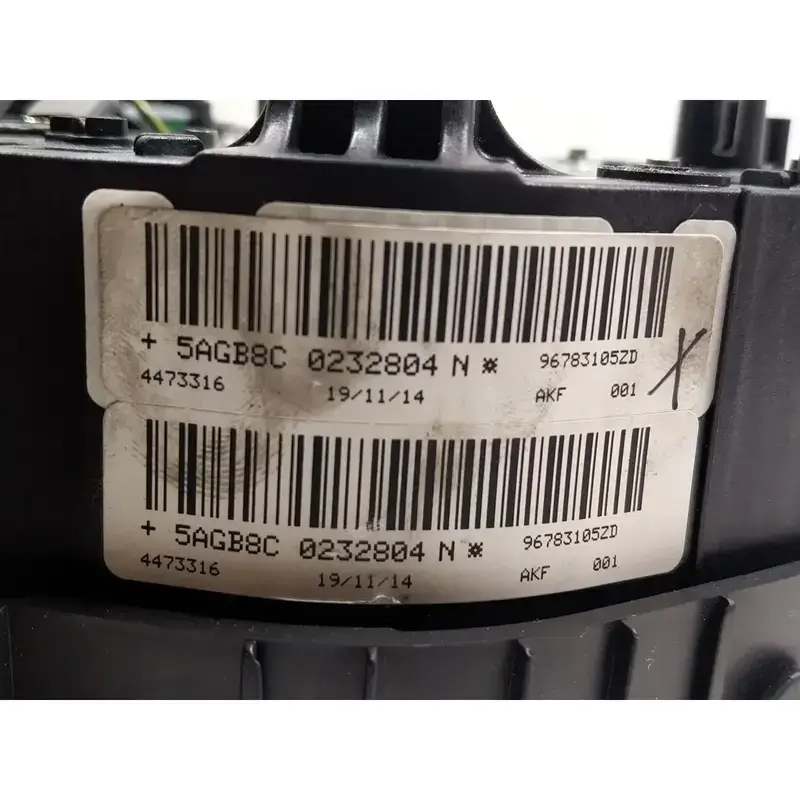 + 5AGB8C 0232804 N ⋇ 96783105ZD
4473316 19/11/14 AKF 001 X
+ 5AGB8C 0232804 N ⋇ 96783105ZD
4473316 19/11/14 AKF 001